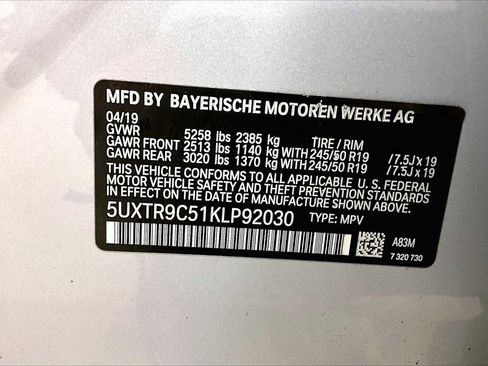 MFD BY BAYERISCHE MOTOREN WERKE AG
04/19
GVWR 5258 lbs 2385 kg TIRE / RIM
GAWR FRONT 2513 lbs 1140 kg WITH 245/50 R19 / 7.5J x 19
GAWR REAR 3020 lbs 1370 kg WITH 245/50 R19 / 7.5J x 19
THIS VEHICLE CONFORMS TO ALL APPLICABLE U. S. FEDERAL
MOTOR VEHICLE SAFETY AND THEFT PREVENTION STANDARDS
IN EFFECT ON THE DATE OF MANUFACTURE SHOWN ABOVE.
5UXTR9C51KLP92030 TYPE: MPV
A83M
7 320 730